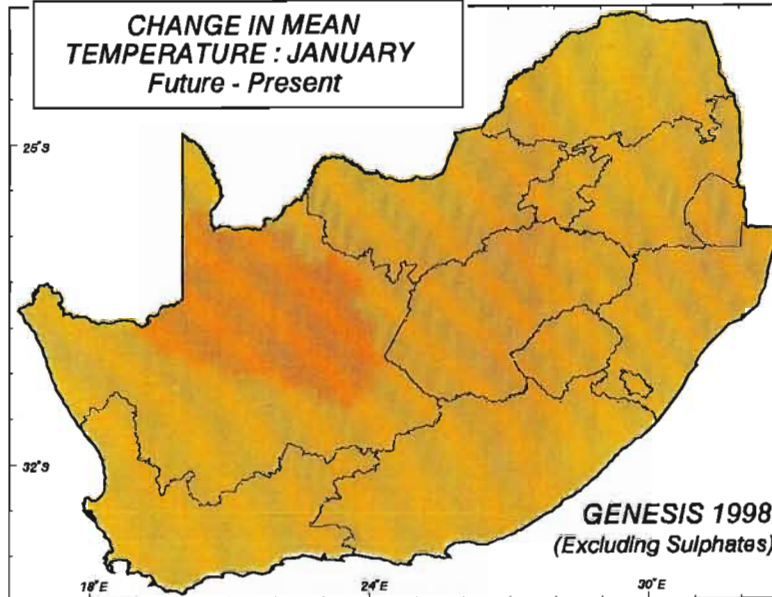 CHANGE IN MEAN
TEMPERATURE : JANUARY
Future - Present
25°S
32°S
GENESIS 1998
(Excluding Sulphates)
18°E
24°E
30°E